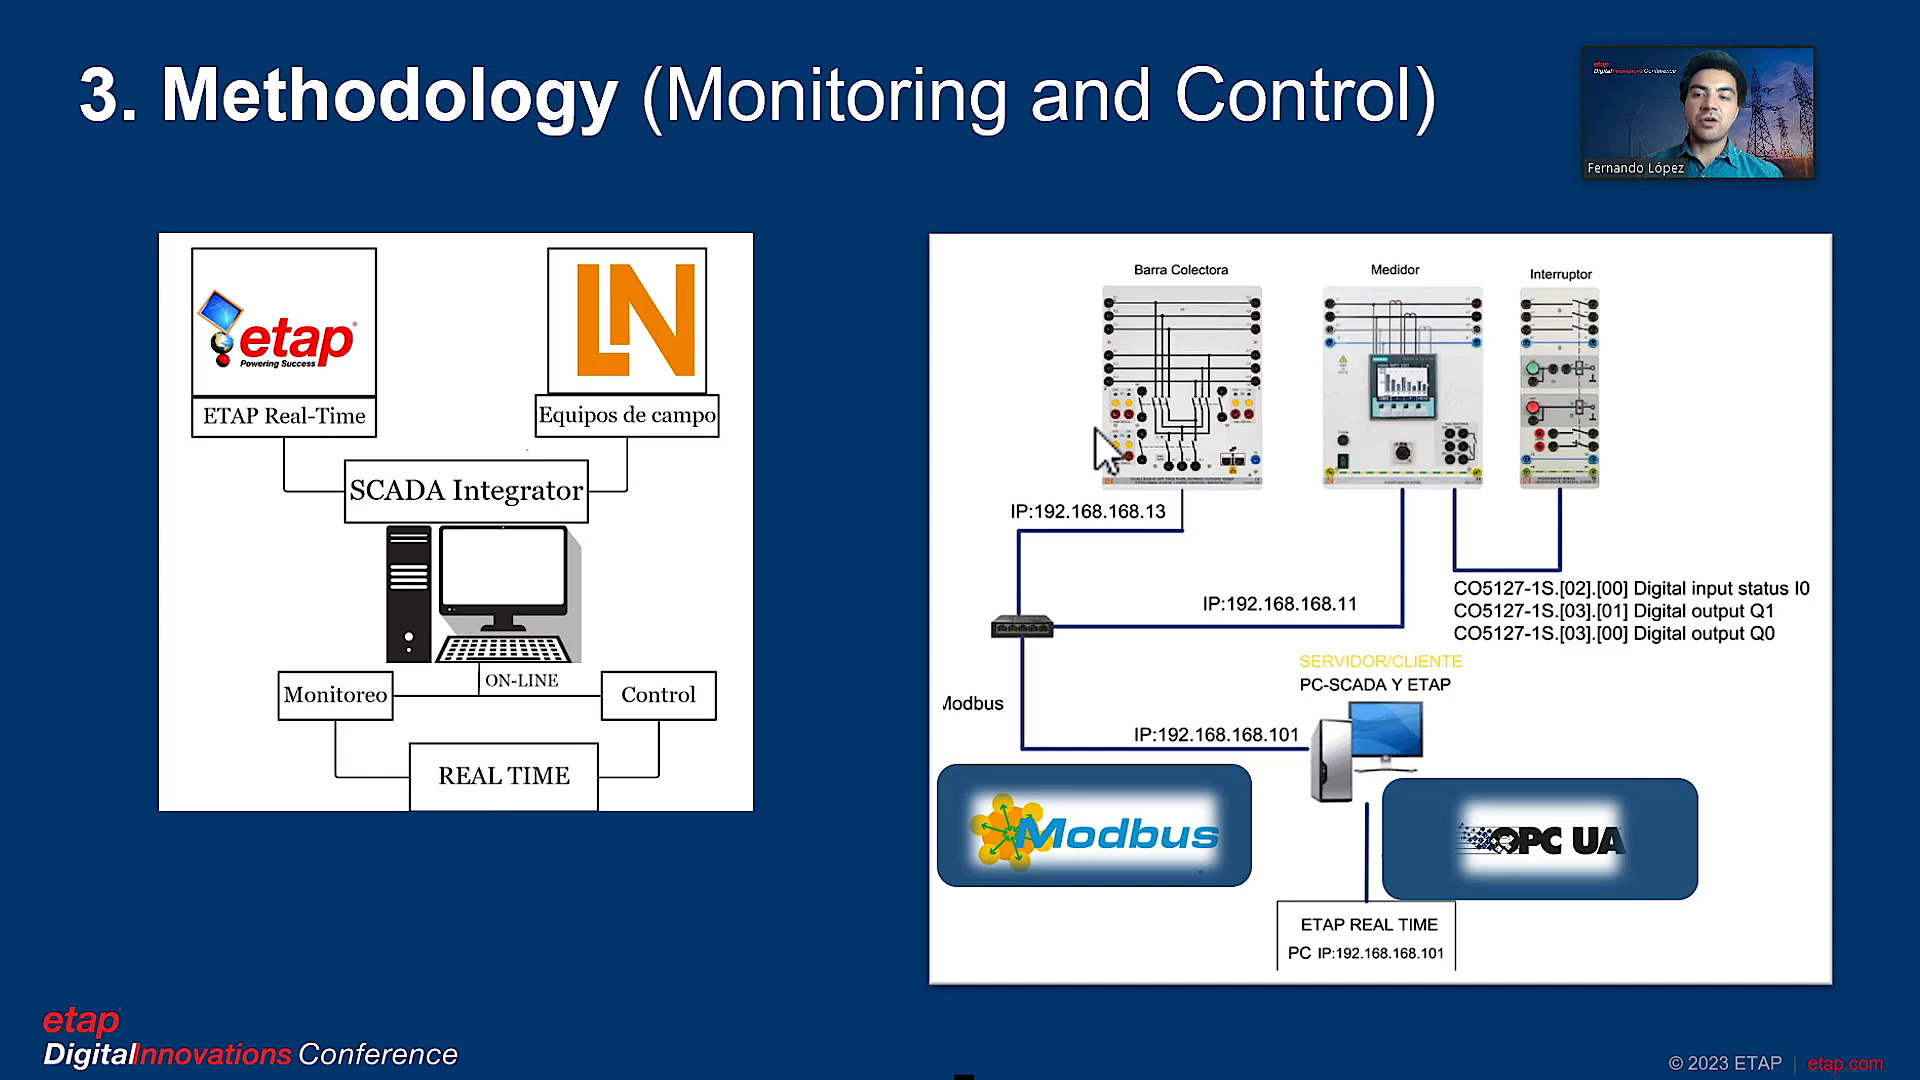 3. Methodology (Monitoring and Control)
etap
DigitalInnovations Conference
Fernando López
etap
Powering Success
LN
ETAP Real-Time
Equipos de campo
SCADA Integrator
ON-LINE
Monitoreo
Control
REAL TIME
Barra Colectora
Medidor
Interruptor
IP:192.168.168.13
IP:192.168.168.11
CO5127-1S.[02].[00] Digital input status I0
CO5127-1S.[03].[01] Digital output Q1
CO5127-1S.[03].[00] Digital output Q0
SERVIDOR/CLIENTE
PC-SCADA Y ETAP
Modbus
IP:192.168.168.101
Modbus
OPC UA
ETAP REAL TIME
PC IP:192.168.168.101
etap
DigitalInnovations Conference
© 2023 ETAP | etap.com